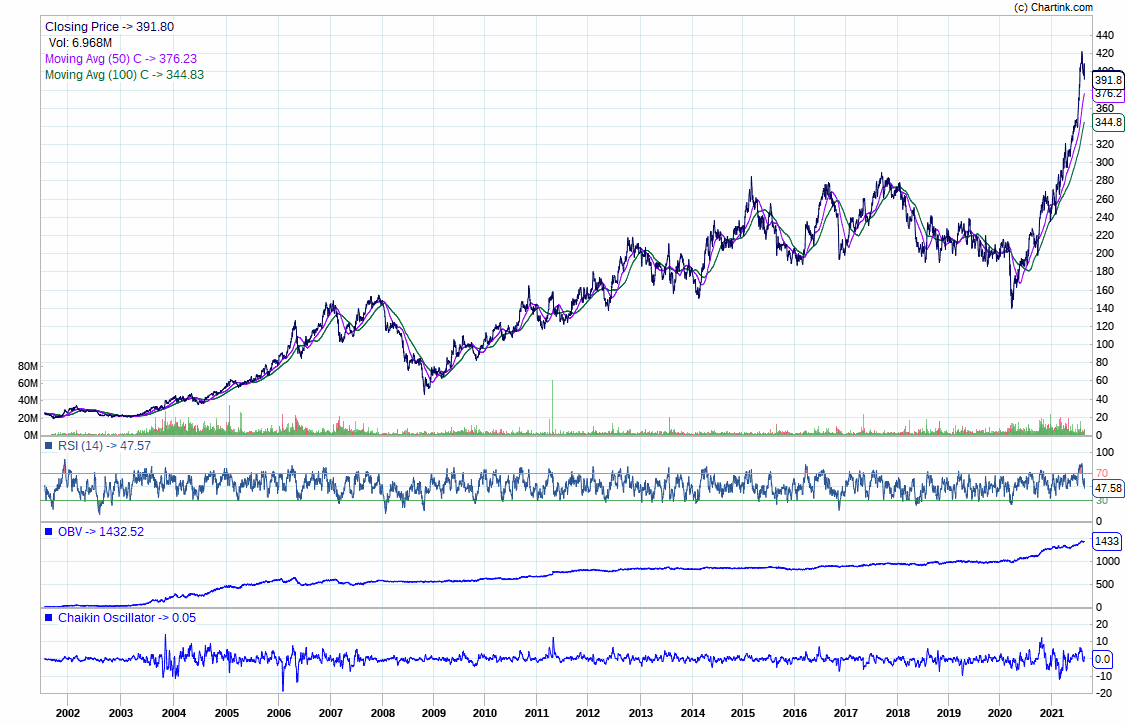 (c) Chartink.com
Closing Price -> 391.80
Vol: 6.968M
Moving Avg (50) C -> 376.23
Moving Avg (100) C -> 344.83
440
420
400
391.8
376.2
360
344.8
320
300
280
260
240
220
200
180
160
140
120
100
80
60
40
20
0
80M
60M
40M
20M
0M
RSI (14) -> 47.57
100
70
47.58
30
0
OBV -> 1432.52
1433
1000
500
0
Chaikin Oscillator -> 0.05
20
10
0.0
-10
-20
2002 2003 2004 2005 2006 2007 2008 2009 2010 2011 2012 2013 2014 2015 2016 2017 2018 2019 2020 2021